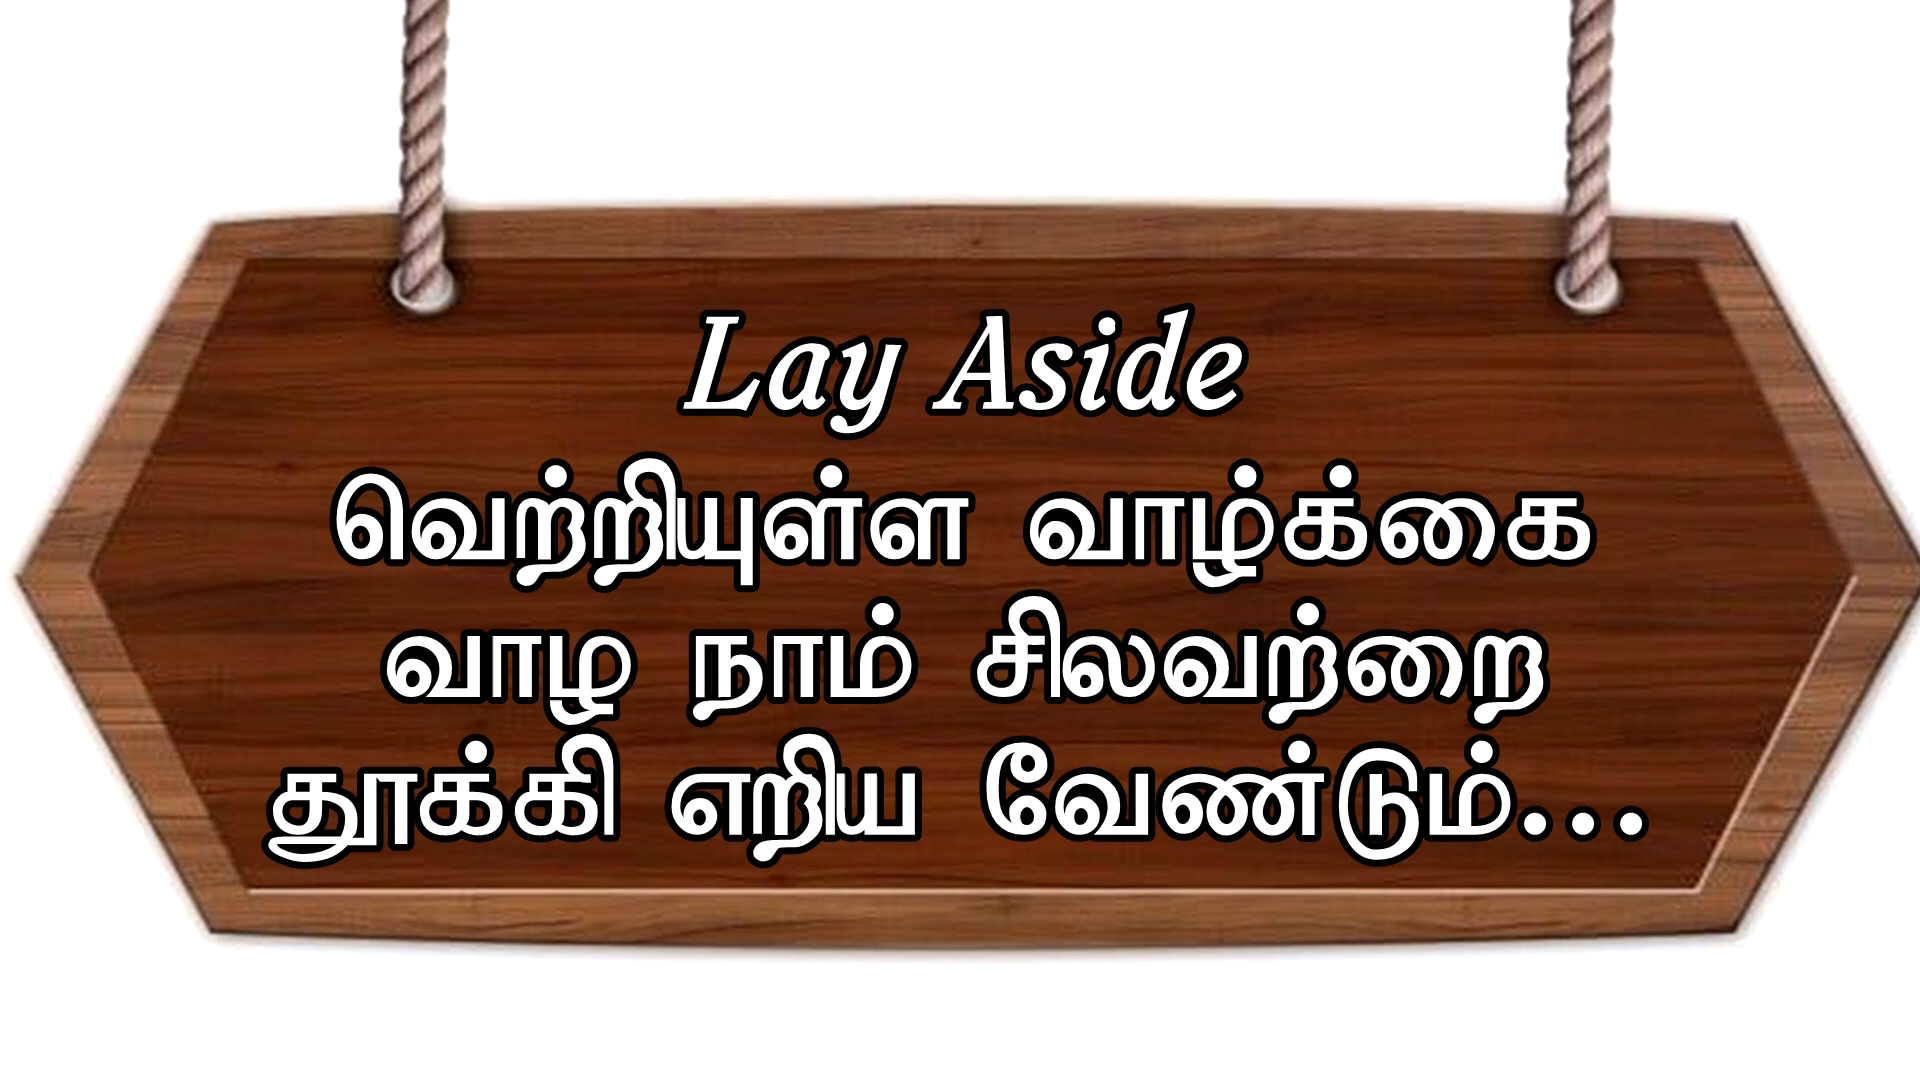 Lay Aside
வெற்றியுள்ள வாழ்க்கை
வாழ நாம் சிலவற்றை
தூக்கி எறிய வேண்டும்...